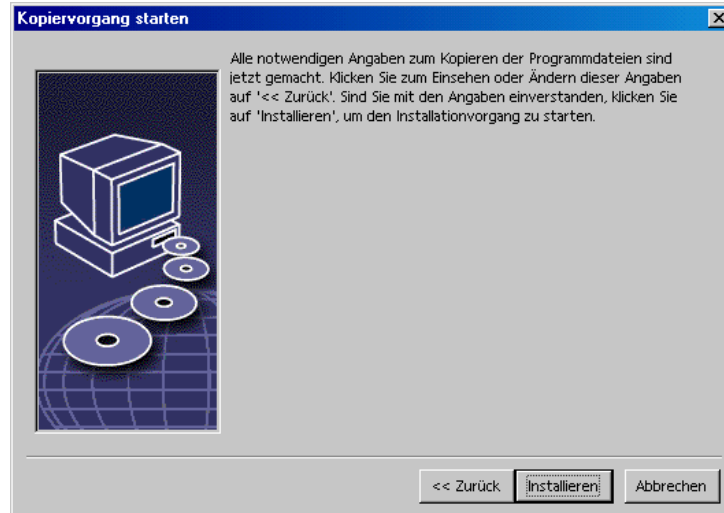 Kopiervorgang starten
Alle notwendigen Angaben zum Kopieren der Programmdateien sind
jetzt gemacht. Klicken Sie zum Einsehen oder Ändern dieser Angaben
auf '<< Zurück'. Sind Sie mit den Angaben einverstanden, klicken Sie
auf 'Installieren', um den Installationvorgang zu starten.
<< Zurück Installieren Abbrechen